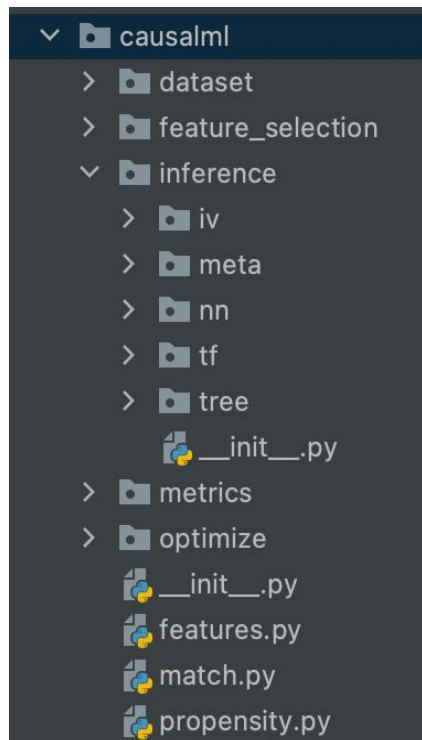 causalml
dataset
feature_selection
inference
iv
meta
nn
tf
tree
__init__.py
metrics
optimize
__init__.py
features.py
match.py
propensity.py